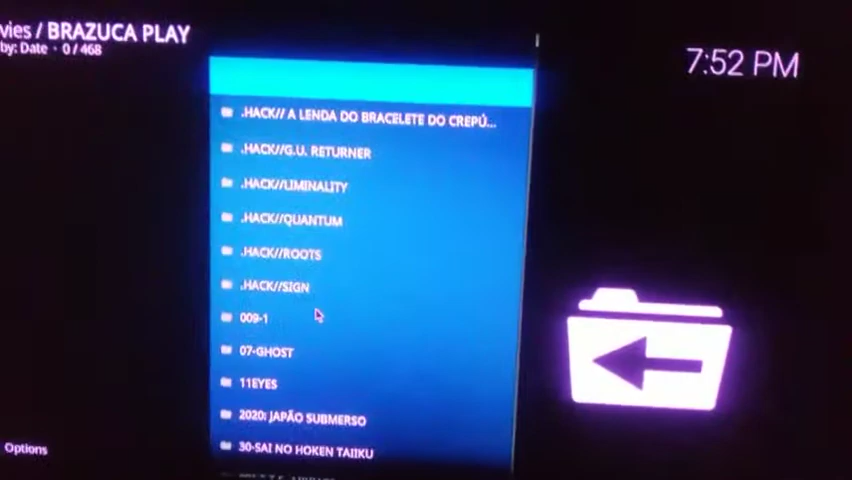 vies / BRAZUCA PLAY
by: Date · 0 / 468
7:52 PM
.HACK// A LENDA DO BRACELETE DO CREPÚ...
.HACK//G.U. RETURNER
.HACK//LIMINALITY
.HACK//QUANTUM
.HACK//ROOTS
.HACK//SIGN
009-1
07-GHOST
11EYES
2020: JAPÃO SUBMERSO
30-SAI NO HOKEN TAIIKU
Options